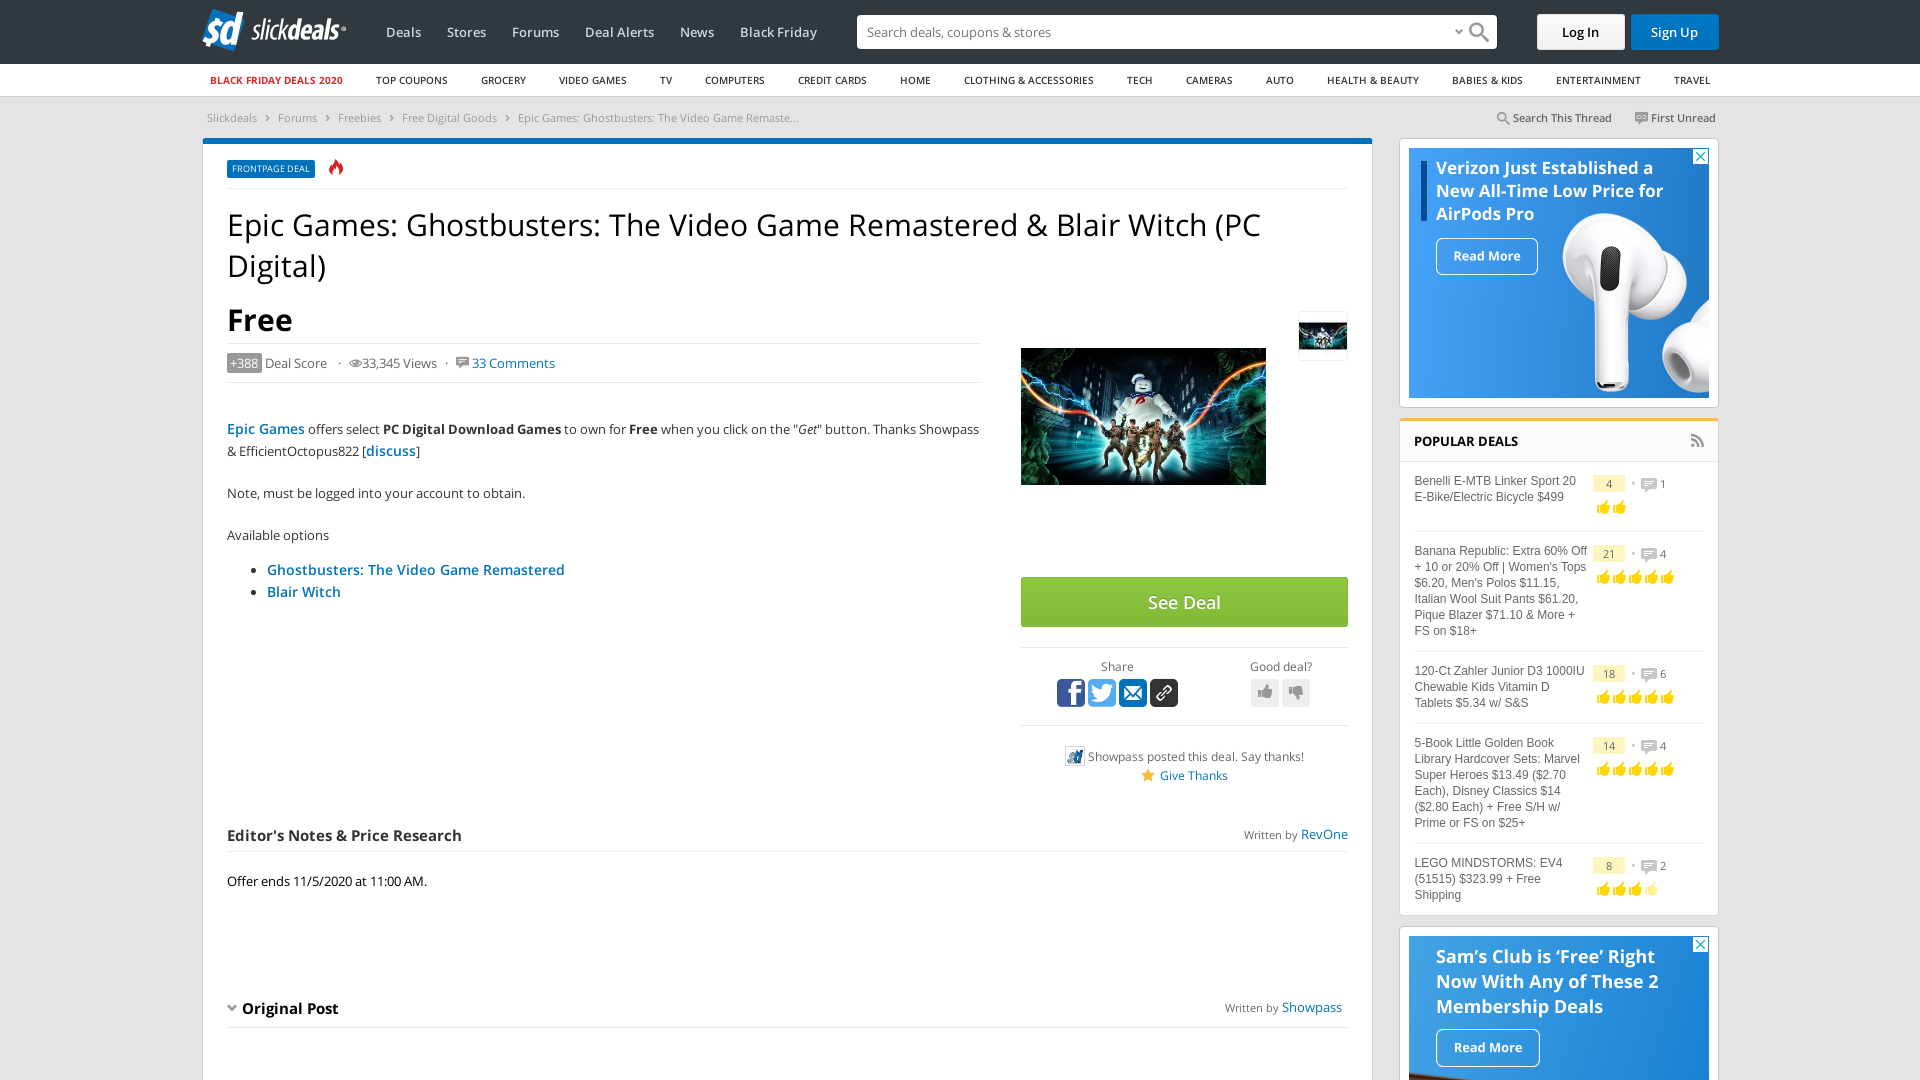 slickdeals
Deals
Stores
Forums
Deal Alerts
News
Black Friday
Search deals, coupons & stores
Log In
Sign Up
BLACK FRIDAY DEALS 2020
TOP COUPONS
GROCERY
VIDEO GAMES
TV
COMPUTERS
CREDIT CARDS
HOME
CLOTHING & ACCESSORIES
TECH
CAMERAS
AUTO
HEALTH & BEAUTY
BABIES & KIDS
ENTERTAINMENT
TRAVEL
Slickdeals > Forums > Freebies > Free Digital Goods > Epic Games: Ghostbusters: The Video Game Remaste...
Search This Thread
First Unread
FRONTPAGE DEAL
Epic Games: Ghostbusters: The Video Game Remastered & Blair Witch (PC
Digital)
Free
+388 Deal Score · 33,345 Views · 33 Comments
Epic Games offers select PC Digital Download Games to own for Free when you click on the "Get" button. Thanks Showpass
& EfficientOctopus822 [discuss]
Note, must be logged into your account to obtain.
Available options
Ghostbusters: The Video Game Remastered
Blair Witch
See Deal
Share
Good deal?
Showpass posted this deal. Say thanks!
Give Thanks
Editor's Notes & Price Research
Written by RevOne
Offer ends 11/5/2020 at 11:00 AM.
Original Post
Written by Showpass
Verizon Just Established a
New All-Time Low Price for
AirPods Pro
Read More
POPULAR DEALS
Benelli E-MTB Linker Sport 20
E-Bike/Electric Bicycle $499
4 • 1
Banana Republic: Extra 60% Off
+ 10 or 20% Off | Women's Tops
$6.20, Men's Polos $11.15,
Italian Wool Suit Pants $61.20,
Pique Blazer $71.10 & More +
FS on $18+
21 • 4
120-Ct Zahler Junior D3 1000IU
Chewable Kids Vitamin D
Tablets $5.34 w/ S&S
18 • 6
5-Book Little Golden Book
Library Hardcover Sets: Marvel
Super Heroes $13.49 ($2.70
Each), Disney Classics $14
($2.80 Each) + Free S/H w/
Prime or FS on $25+
14 • 4
LEGO MINDSTORMS: EV4
(51515) $323.99 + Free
Shipping
8 • 2
Sam's Club is 'Free' Right
Now With Any of These 2
Membership Deals
Read More